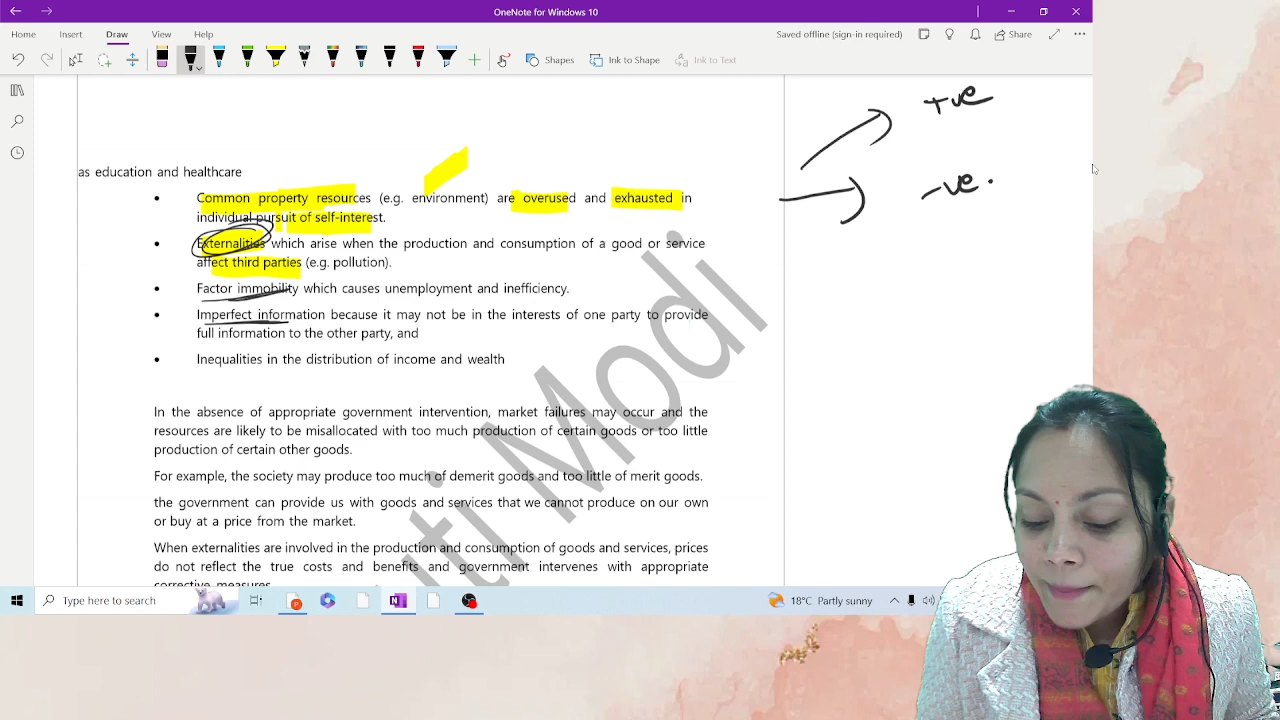 OneNote for Windows 10
Home Insert Draw View Help
Saved offline (sign-in required)
Share
Shapes
Ink to Shape
Ink to Text
+ve
-ve.
as education and healthcare
• Common property resources (e.g. environment) are overused and exhausted in
individual pursuit of self-interest.
• Externalities which arise when the production and consumption of a good or service
affect third parties (e.g. pollution).
• Factor immobility which causes unemployment and inefficiency.
• Imperfect information because it may not be in the interests of one party to provide
full information to the other party, and
• Inequalities in the distribution of income and wealth
In the absence of appropriate government intervention, market failures may occur and the
resources are likely to be misallocated with too much production of certain goods or too little
production of certain other goods.
For example, the society may produce too much of demerit goods and too little of merit goods.
the government can provide us with goods and services that we cannot produce on our own
or buy at a price from the market.
When externalities are involved in the production and consumption of goods and services, prices
do not reflect the true costs and benefits and government intervenes with appropriate
corrective measures
uti Modi
Type here to search
18°C Partly sunny